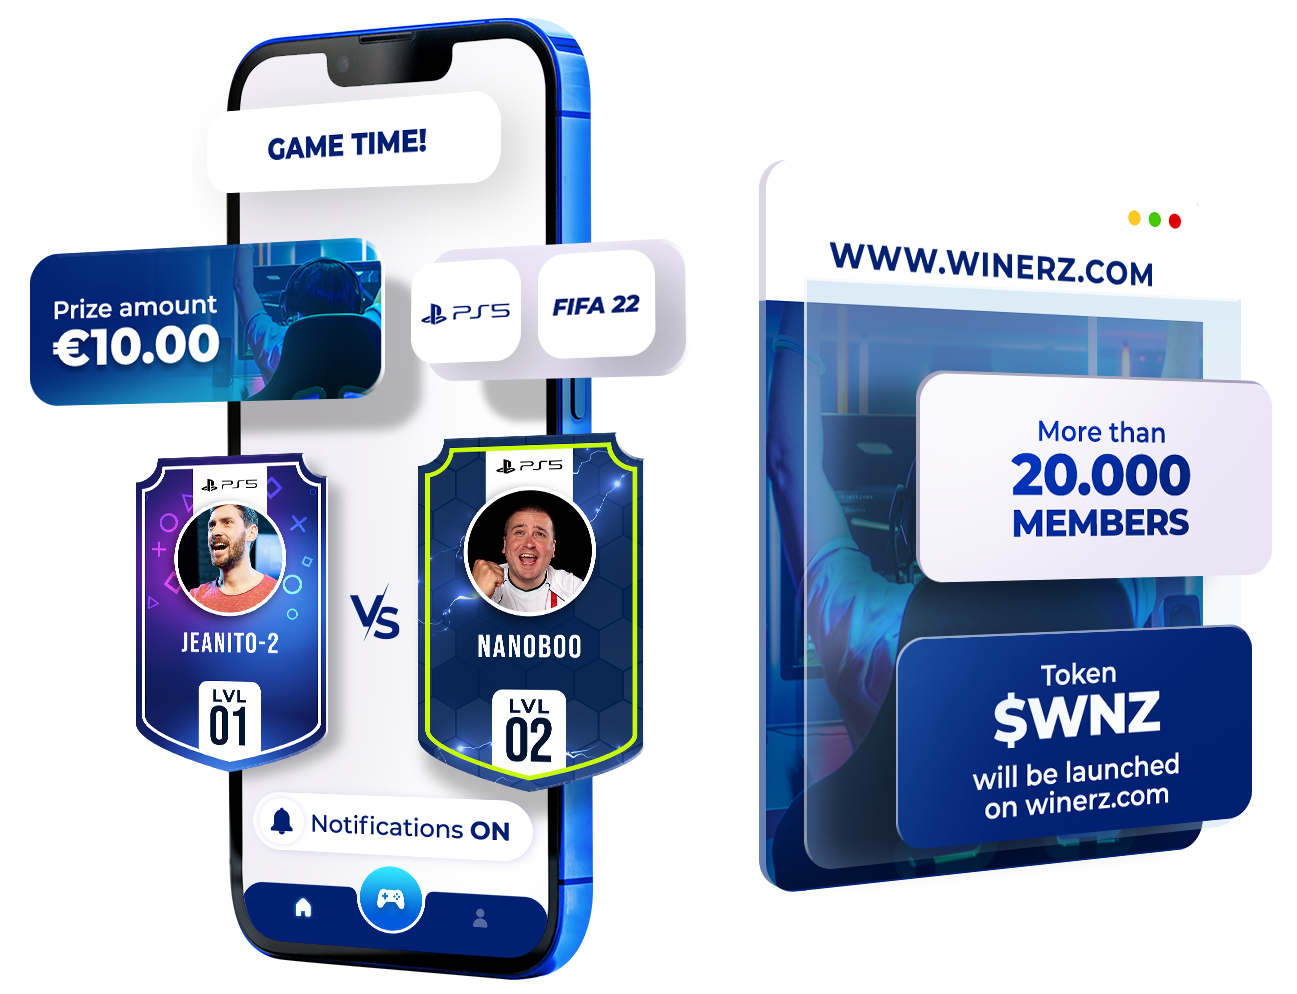 GAME TIME!
Prize amount
€10.00
PS5
FIFA 22
PS5
JEANITO-2
LVL
01
VS
PS5
NANOBOO
LVL
02
Notifications ON
WWW.WINERZ.COM
More than
20.000
MEMBERS
Token
$WNZ
will be launched
on winerz.com